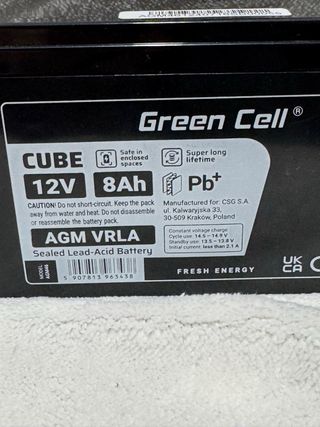 Green Cell®
CUBE
Safe in
enclosed
spaces
Super long
lifetime
12V
8Ah
Pb+
CAUTION! Do not short-circuit. Keep the pack
away from water and heat. Do not disassemble
or reassemble the battery pack.
Manufactured for: CSG S.A.
ul. Kalwaryjska 33,
30-509 Kraków, Poland
AGM VRLA
Sealed Lead-Acid Battery
Constant voltage charge
Cycle use: 14.5 - 14.9 V
Standby use: 13.5 - 13.8 V
Initial current: less than 2.1 A
MODEL:
5 907813 963438
FRESH ENERGY
UK
CA